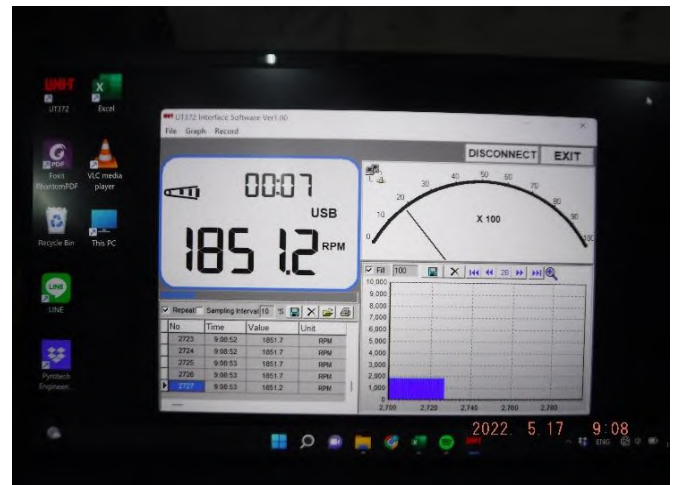 UNI-T
UT372
Excel
Foxit PhantomPDF
VLC media player
Recycle Bin
This PC
LINE
Pyrotech Engineer...
UT372 Interface Software Ver1.00
File Graph Record
DISCONNECT EXIT
00:07
USB
1851.2 RPM
0 10 20 30 40 50 60 70 80 90 100
X 100
Repeat Sampling Interval 10
Fill 100
28
No Time Value Unit
2723 9:08:52 1851.7 RPM
2724 9:08:52 1851.7 RPM
2725 9:08:53 1851.7 RPM
2726 9:08:53 1851.2 RPM
2727 9:08:53 1851.2 RPM
10,000
9,000
8,000
7,000
6,000
5,000
4,000
3,000
2,000
1,000
0
2,700 2,720 2,740 2,760 2,780
2022. 5. 17 9:08
ENG